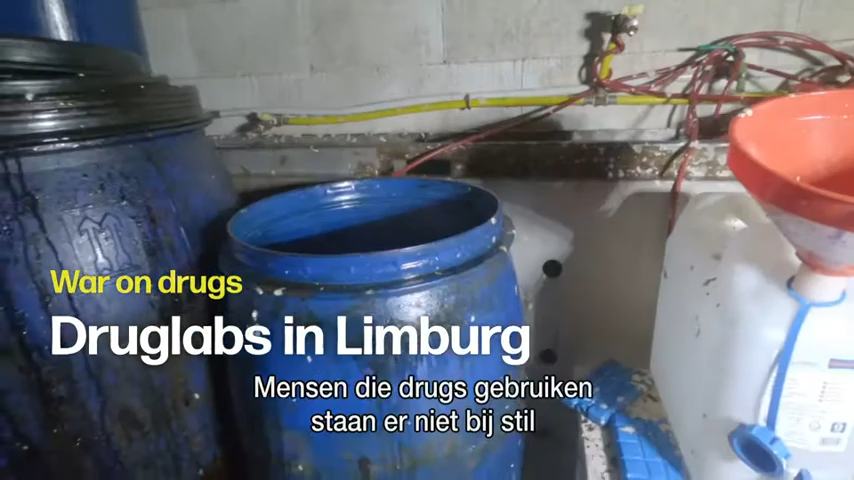 War on drugs
Druglabs in Limburg
Mensen die drugs gebruiken
staan er niet bij stil